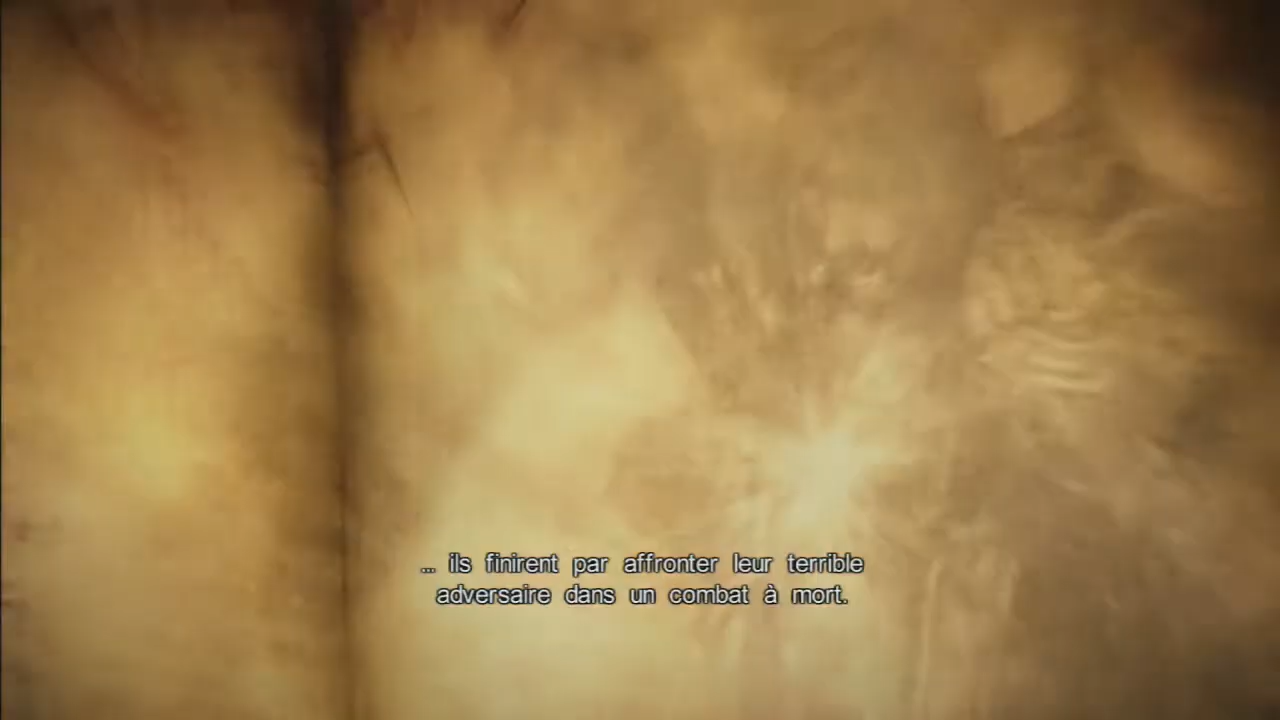 ... ils finirent par affronter leur terrible
adversaire dans un combat à mort.